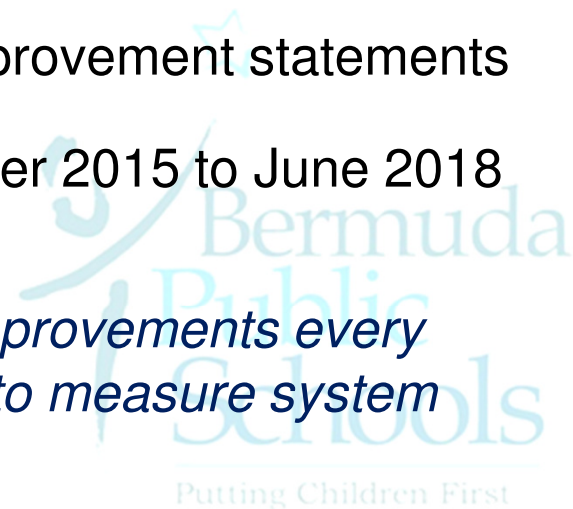 provement statements
er 2015 to June 2018
Bermuda
Public
provements every
to measure system
Schools
Putting Children First